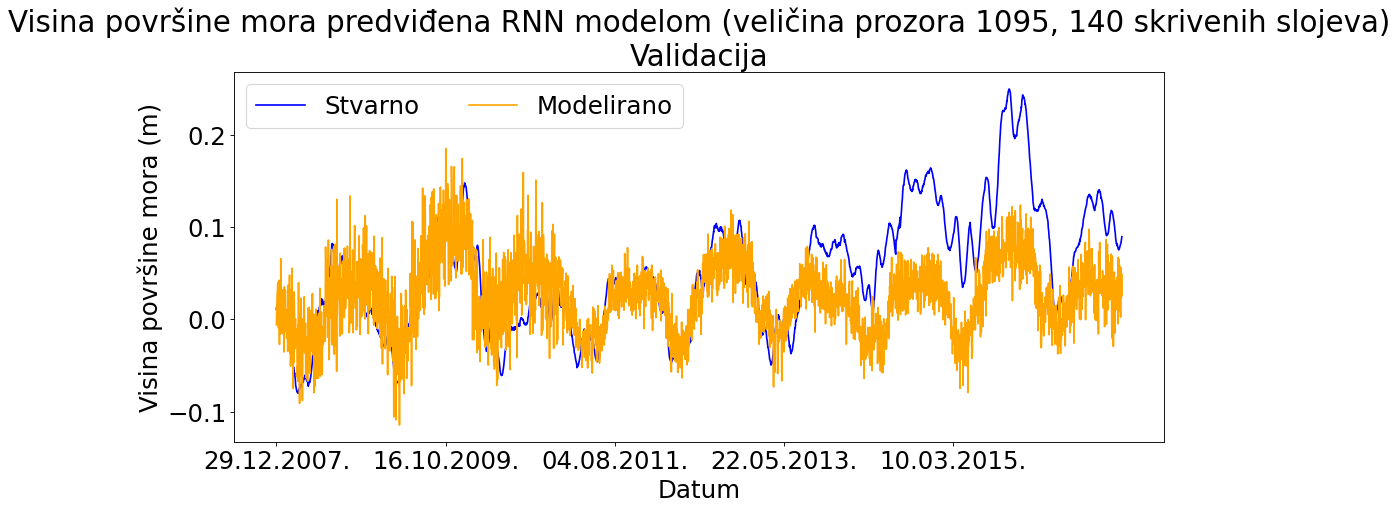 Visina površine mora predviđena RNN modelom (veličina prozora 1095, 140 skrivenih slojeva)
Validacija
Stvarno
Modelirano
Visina površine mora (m)
0.2
0.1
0.0
−0.1
29.12.2007.
16.10.2009.
04.08.2011.
22.05.2013.
10.03.2015.
Datum